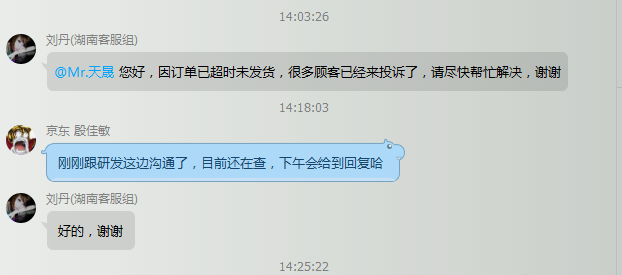 14:03:26
刘丹(湖南客服组)
@Mr.天晟 您好，因订单已超时未发货，很多顾客已经来投诉了，请尽快帮忙解决，谢谢
14:18:03
京东 殷佳敏
刚刚跟研发这边沟通了，目前还在查，下午会给到回复哈
刘丹(湖南客服组)
好的，谢谢
14:25:22